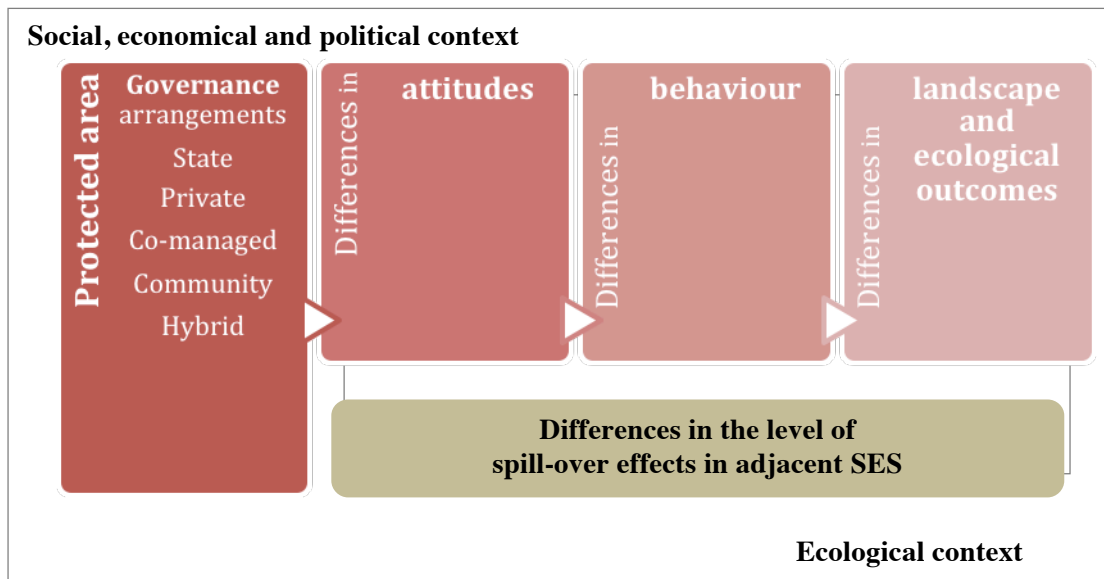 Social, economical and political context
Protected area
Governance
arrangements
State
Private
Co-managed
Community
Hybrid
Differences in
attitudes
Differences in
behaviour
Differences in
landscape
and
ecological
outcomes
Differences in the level of
spill-over effects in adjacent SES
Ecological context